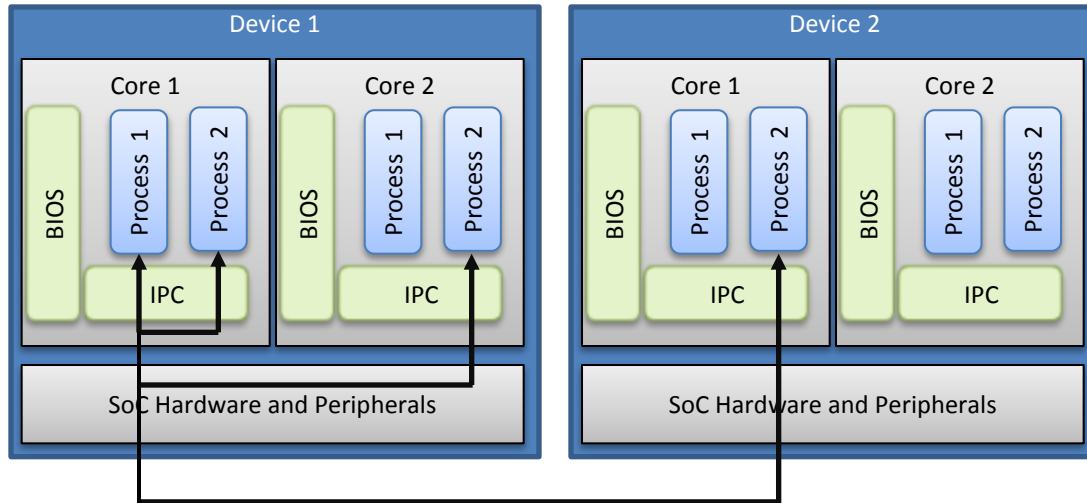 Device 1
Core 1
BIOS
Process 1
Process 2
IPC
Core 2
BIOS
Process 1
Process 2
IPC
SoC Hardware and Peripherals
Device 2
Core 1
BIOS
Process 1
Process 2
IPC
Core 2
BIOS
Process 1
Process 2
IPC
SoC Hardware and Peripherals